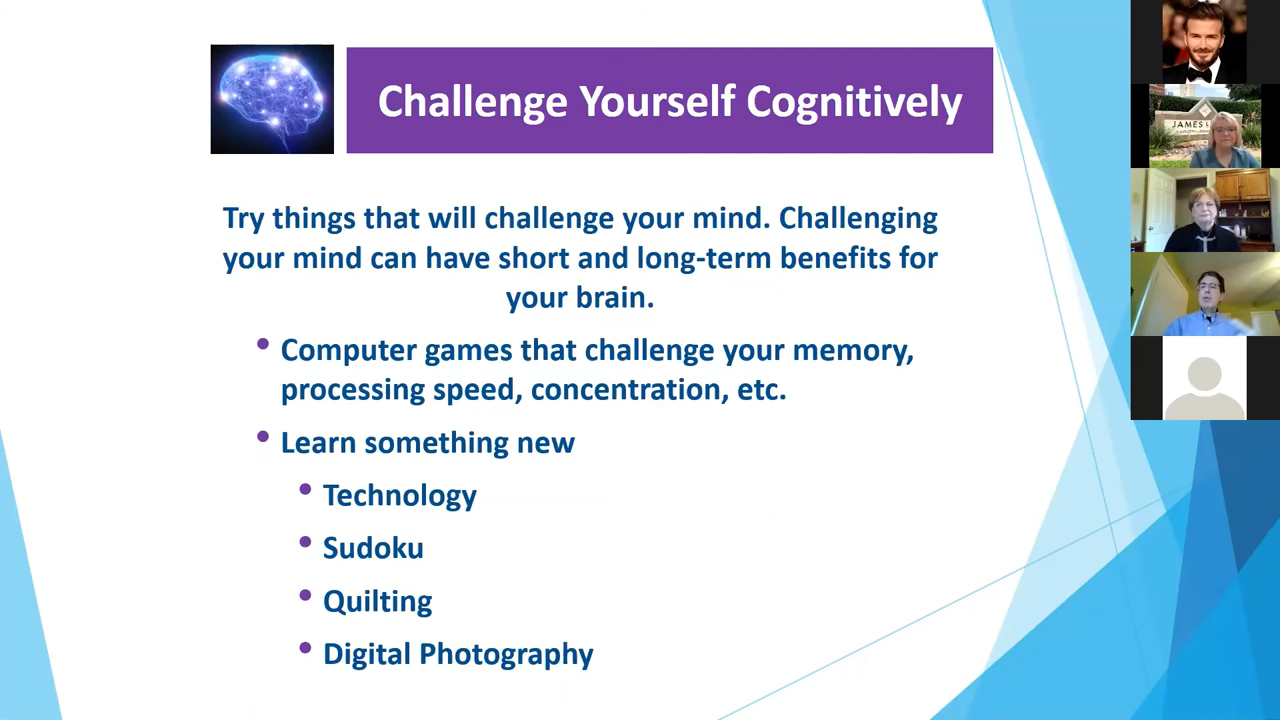 Challenge Yourself Cognitively
Try things that will challenge your mind. Challenging
your mind can have short and long-term benefits for
your brain.
• Computer games that challenge your memory,
processing speed, concentration, etc.
• Learn something new
• Technology
• Sudoku
• Quilting
• Digital Photography
JAMES